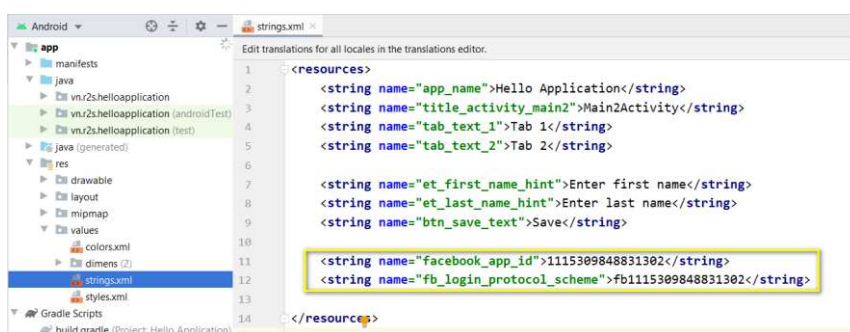 Android
app
manifests
java
vn.r2s.helloapplication
vn.r2s.helloapplication (androidTest)
vn.r2s.helloapplication (test)
java (generated)
res
drawable
layout
mipmap
values
colors.xml
dimens (2)
strings.xml
styles.xml
Gradle Scripts
build.gradle (Project: Hello Application)
strings.xml
Edit translations for all locales in the translations editor.
1 <resources>
2 <string name="app_name">Hello Application</string>
3 <string name="title_activity_main2">Main2Activity</string>
4 <string name="tab_text_1">Tab 1</string>
5 <string name="tab_text_2">Tab 2</string>
6
7 <string name="et_first_name_hint">Enter first name</string>
8 <string name="et_last_name_hint">Enter last name</string>
9 <string name="btn_save_text">Save</string>
10
11 <string name="facebook_app_id">1115309848831302</string>
12 <string name="fb_login_protocol_scheme">fb1115309848831302</string>
13
14 </resources>